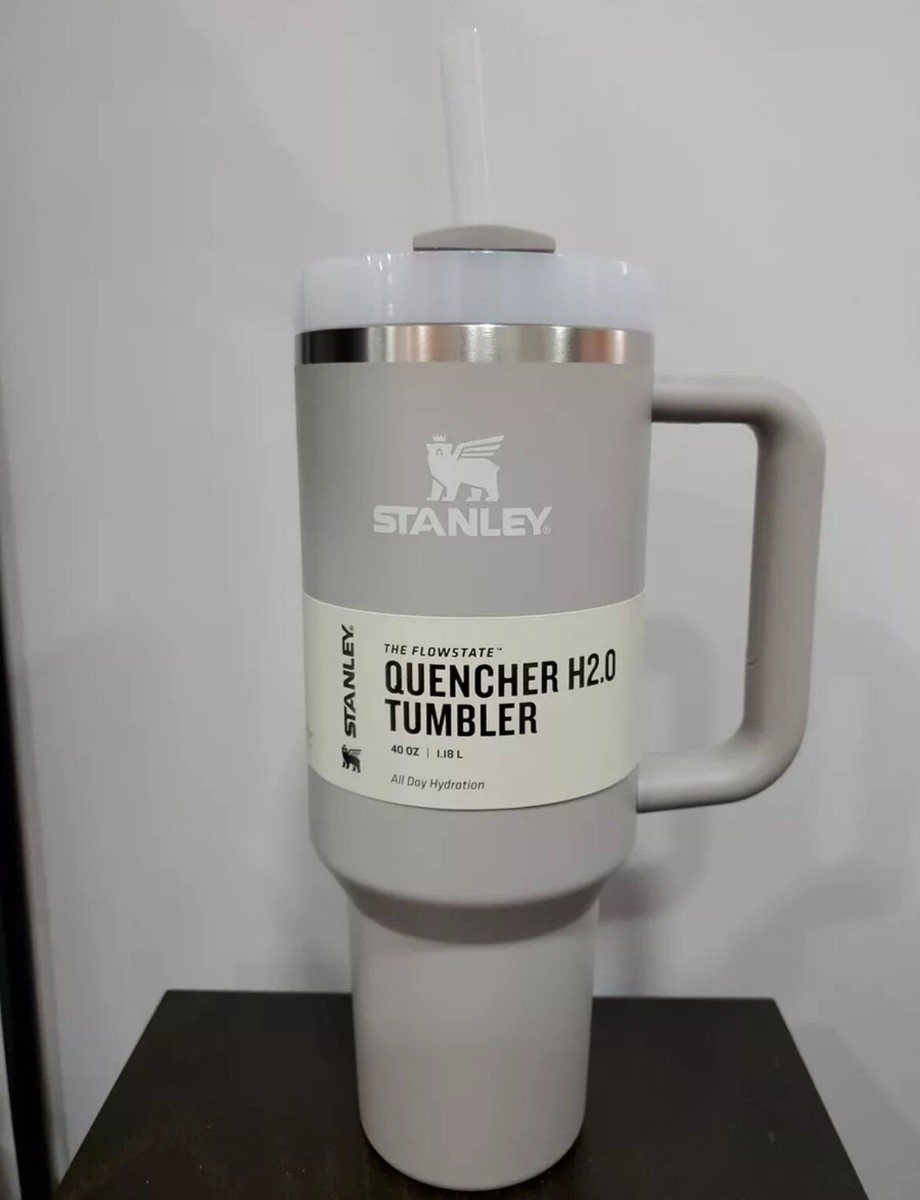 STANLEY®
STANLEY®
THE FLOWSTATE™
QUENCHER H2.0
TUMBLER
40 OZ | 1.18 L
All Day Hydration